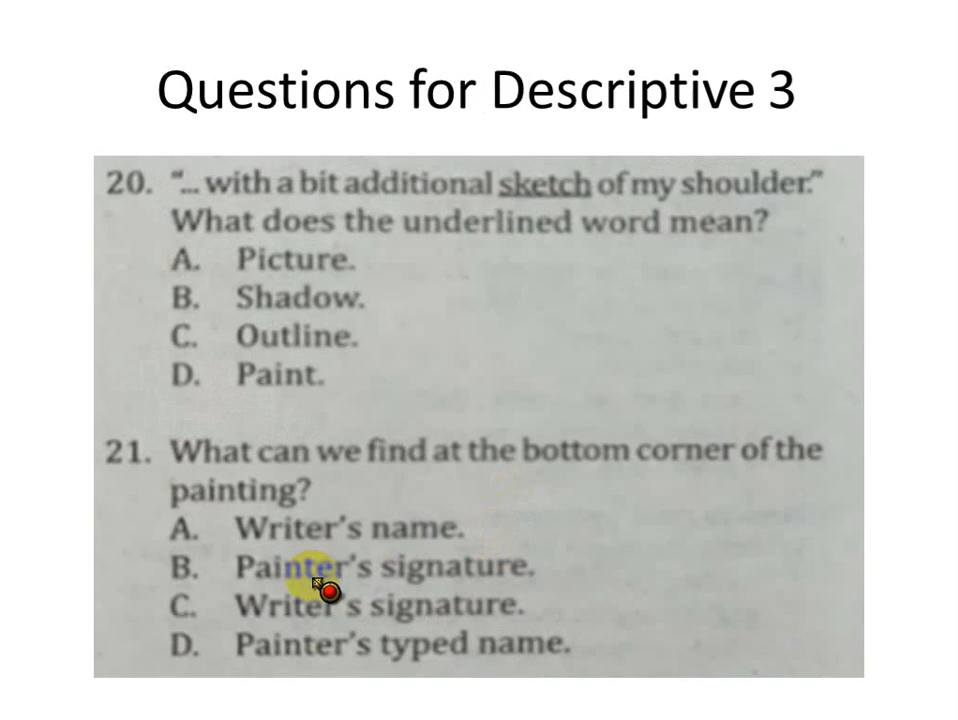 Questions for Descriptive 3
20. "... with a bit additional sketch of my shoulder."
What does the underlined word mean?
A. Picture.
B. Shadow.
C. Outline.
D. Paint.
21. What can we find at the bottom corner of the
painting?
A. Writer's name.
B. Painter's signature.
C. Writer's signature.
D. Painter's typed name.